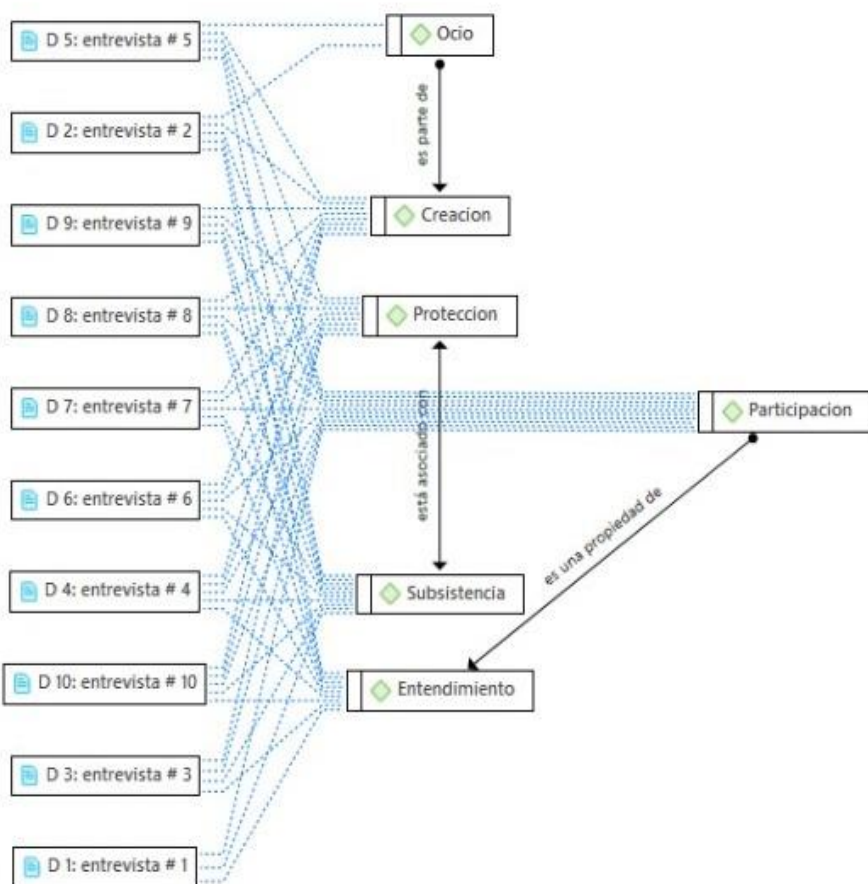 D 5: entrevista # 5
Ocio
es parte de
D 2: entrevista # 2
D 9: entrevista # 9
Creacion
D 8: entrevista # 8
Proteccion
D 7: entrevista # 7
está asociado con
Participacion
D 6: entrevista # 6
es una propiedad de
D 4: entrevista # 4
Subsistencia
D 10: entrevista # 10
Entendimiento
D 3: entrevista # 3
D 1: entrevista # 1